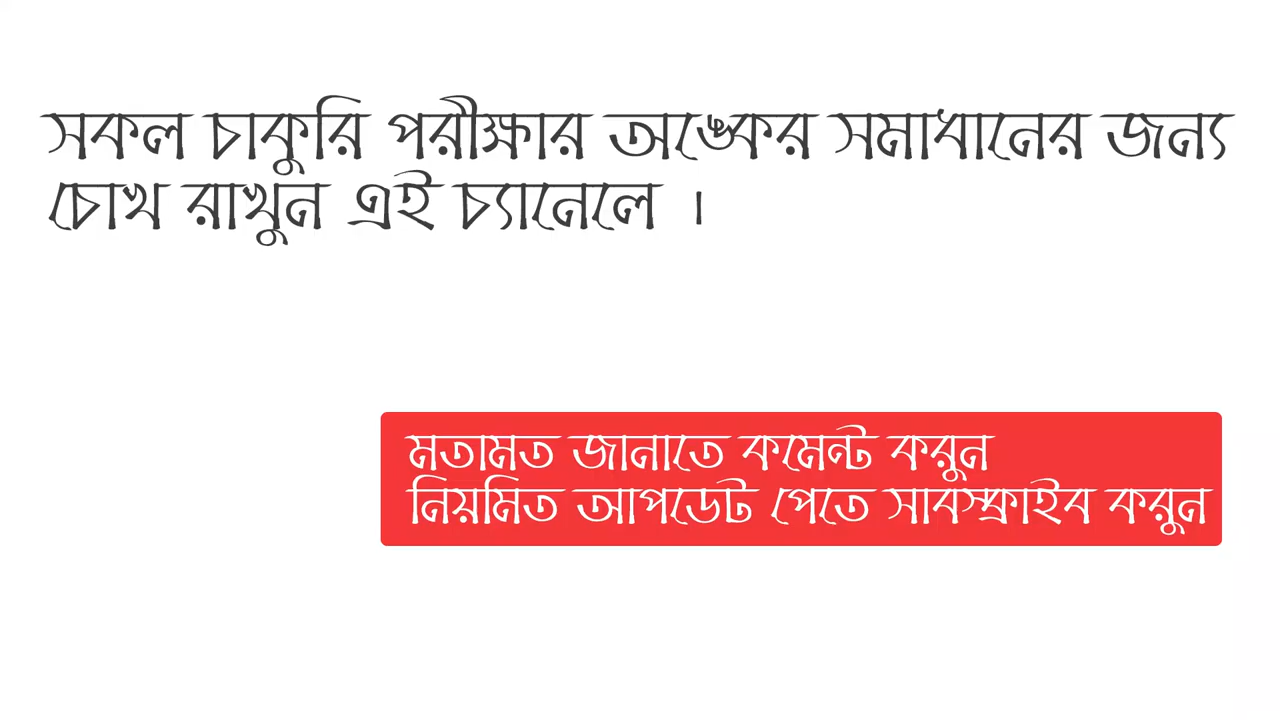 সকল চাকুরি পরীক্ষার অঙ্কের সমাধানের জন্য
চোখ রাখুন এই চ্যানেলে ।
মতামত জানাতে কমেন্ট করুন
নিয়মিত আপডেট পেতে সাবস্ক্রাইব করুন